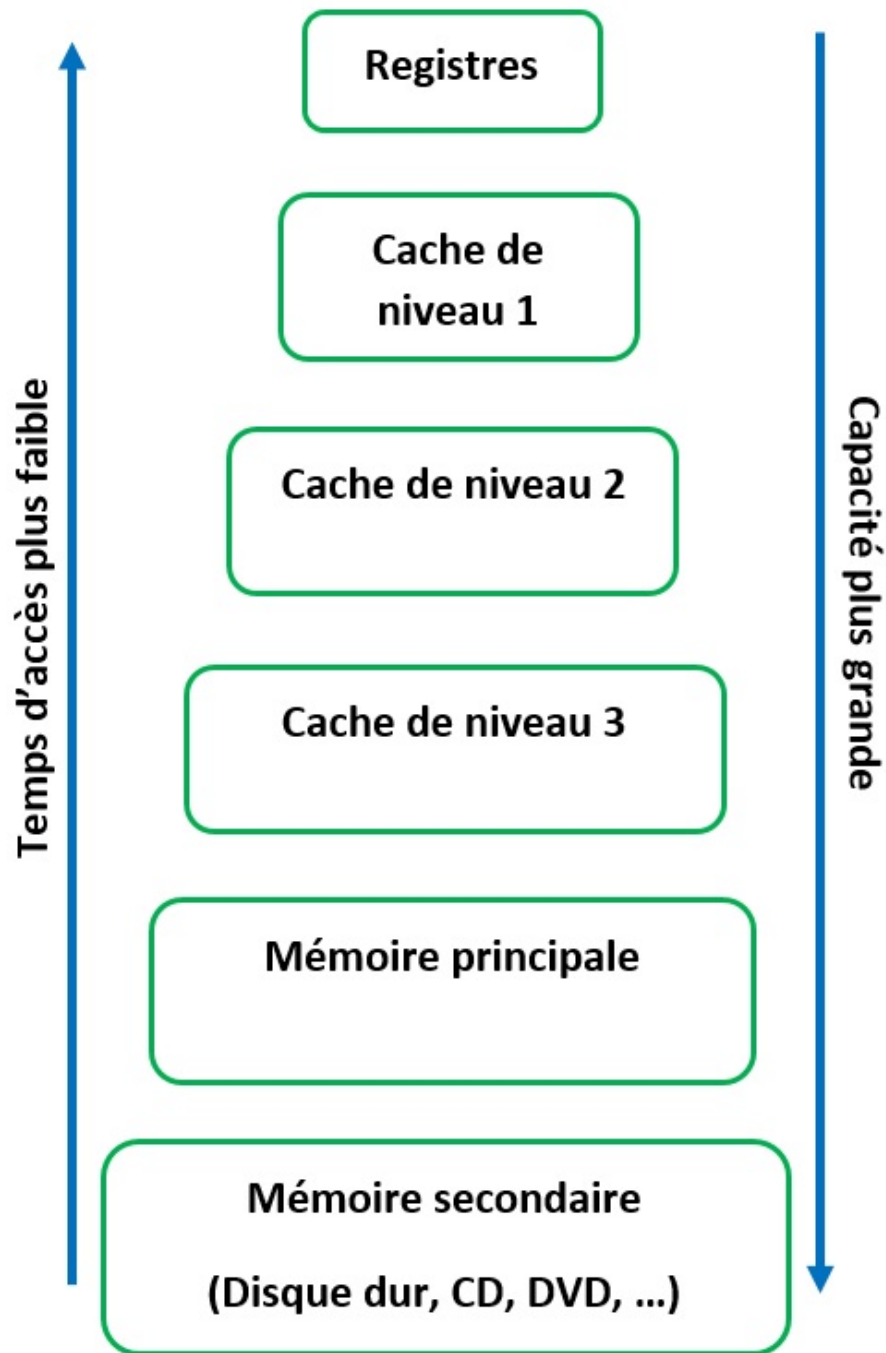 Registres
Cache de
niveau 1
Cache de niveau 2
Cache de niveau 3
Mémoire principale
Mémoire secondaire
(Disque dur, CD, DVD, ...)
Temps d’accès plus faible
Capacité plus grande